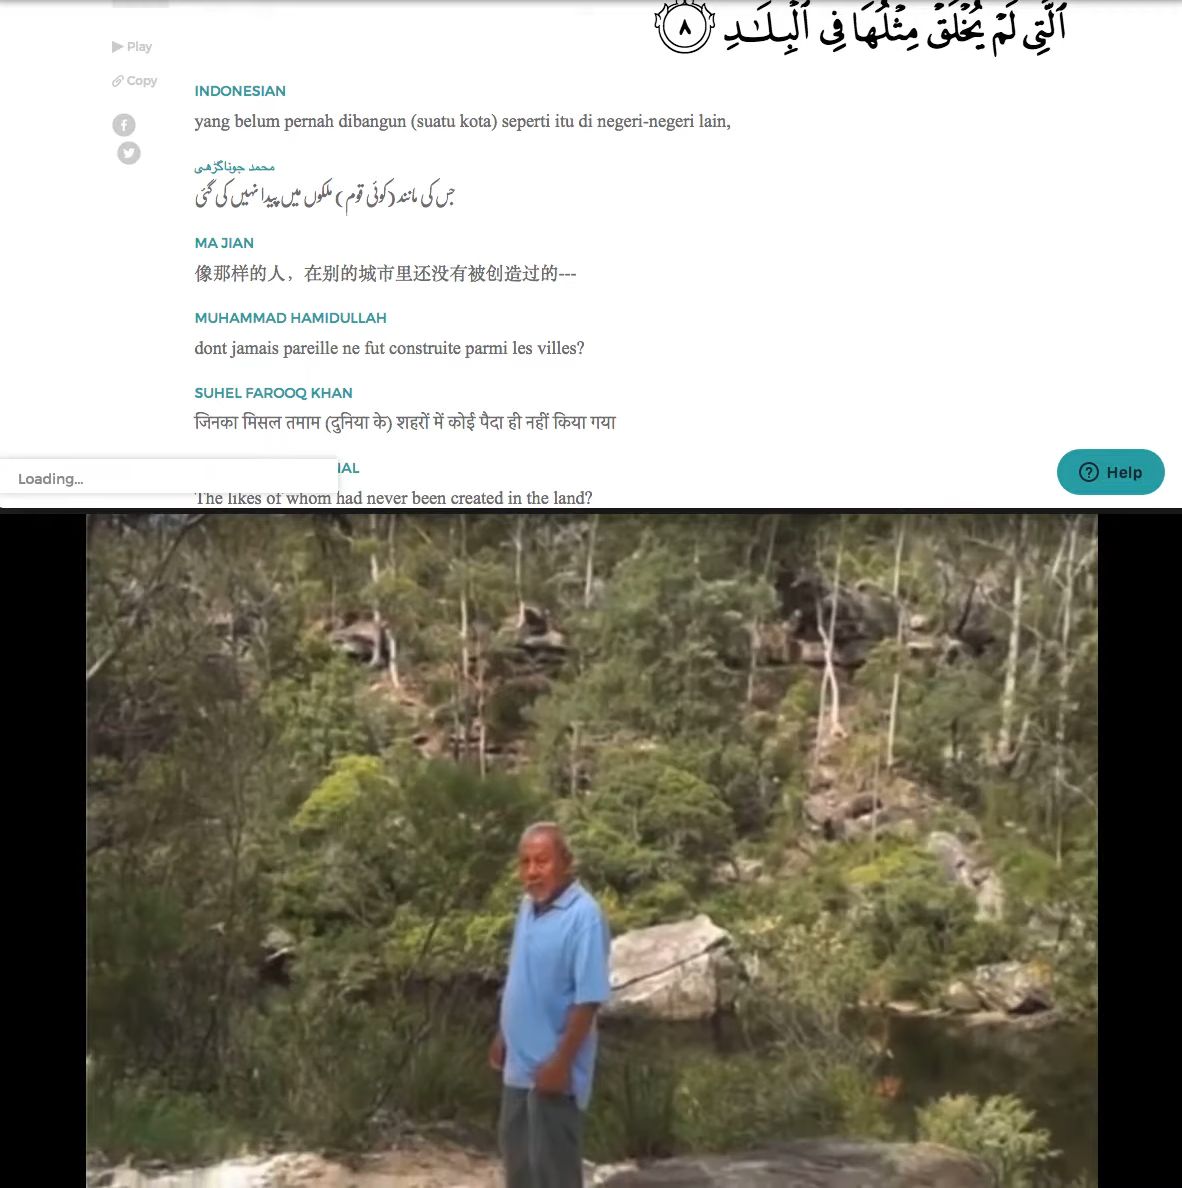 ٱلَّتِي لَمْ يُخْلَقْ مِثْلُهَا فِي ٱلْبِلَـٰدِ ٨
Play
Copy
INDONESIAN
yang belum pernah dibangun (suatu kota) seperti itu di negeri-negeri lain,
محمد جوناگڑھی
جس کی مانند (کوئی قوم) ملکوں میں پیدا نہیں کی گئی
MA JIAN
像那样的人，在别的城市里还没有被创造过的---
MUHAMMAD HAMIDULLAH
dont jamais pareille ne fut construite parmi les villes?
SUHEL FAROOQ KHAN
जिनका मिसल तमाम (दुनिया के) शहरों में कोई पैदा ही नहीं किया गया
Loading...
The likes of whom had never been created in the land?
Help